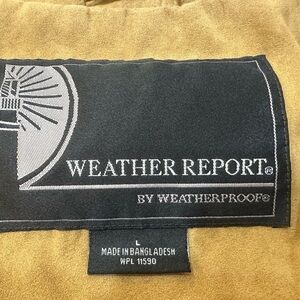 WEATHER REPORT®
BY WEATHERPROOF®
L
MADE IN BANGLADESH
WPL 11590